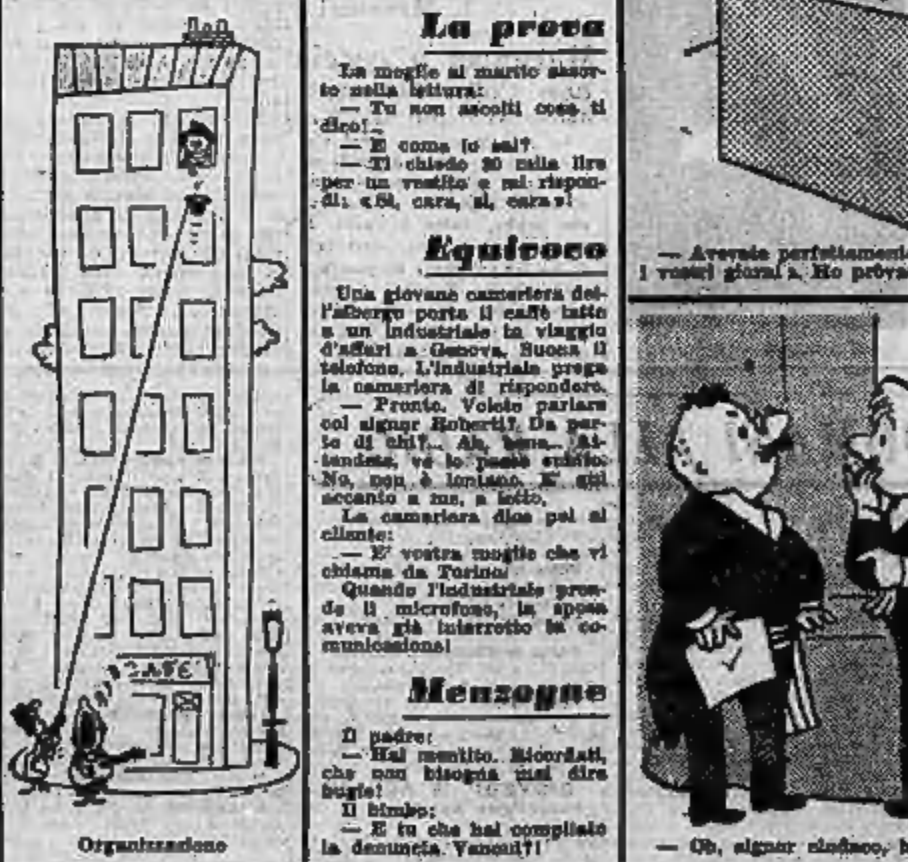 CAFE
Organizzazione
La prova
La moglie al marito assor-
to nella lettura:
— Tu non ascolti cosa ti
dico!..
— E come lo sai?
— Ti chiedo 20 mila lire
per un vestito e mi rispon-
di: «Sì, cara, sì, cara»!
Equivoco
Una giovane cameriera del-
l'albergo porta il caffè latte
a un industriale in viaggio
d'affari a Genova. Suona il
telefono. L'industriale prega
la cameriera di rispondere.
— Pronto. Volete parlare
col signor Roberti? Da par-
te di chi?... Ah, bene... At-
tendete, ve lo passo subito.
No, non è lontano. E' qui
accanto a me, a letto.
La cameriera dice poi al
cliente:
— E' vostra moglie che vi
chiama da Torino!
Quando l'industriale pren-
de il microfono, la sposa
aveva già interrotto la co-
municazione!
Menzogne
Il padre:
— Hai mentito. Ricordati,
che non bisogna mai dire
bugie!
Il bimbo:
— E tu che hai compilato
la denuncia Vanoni?!
— Avevate perfettamente
i vostri giornali. Ho prova
— Oh, signor sindaco,